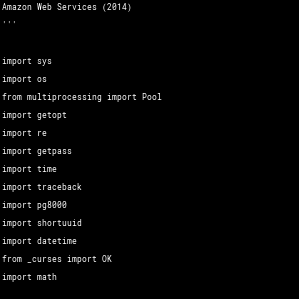 Amazon Web Services (2014)
...
import sys
import os
from multiprocessing import Pool
import getopt
import re
import getpass
import time
import traceback
import pg8000
import shortuuid
import datetime
from _curses import OK
import math